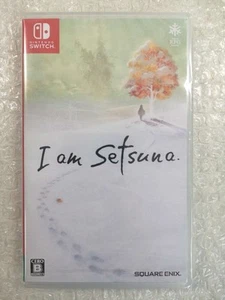 NINTENDO
SWITCH
I am Setsuna.
CERO B
SQUARE ENIX